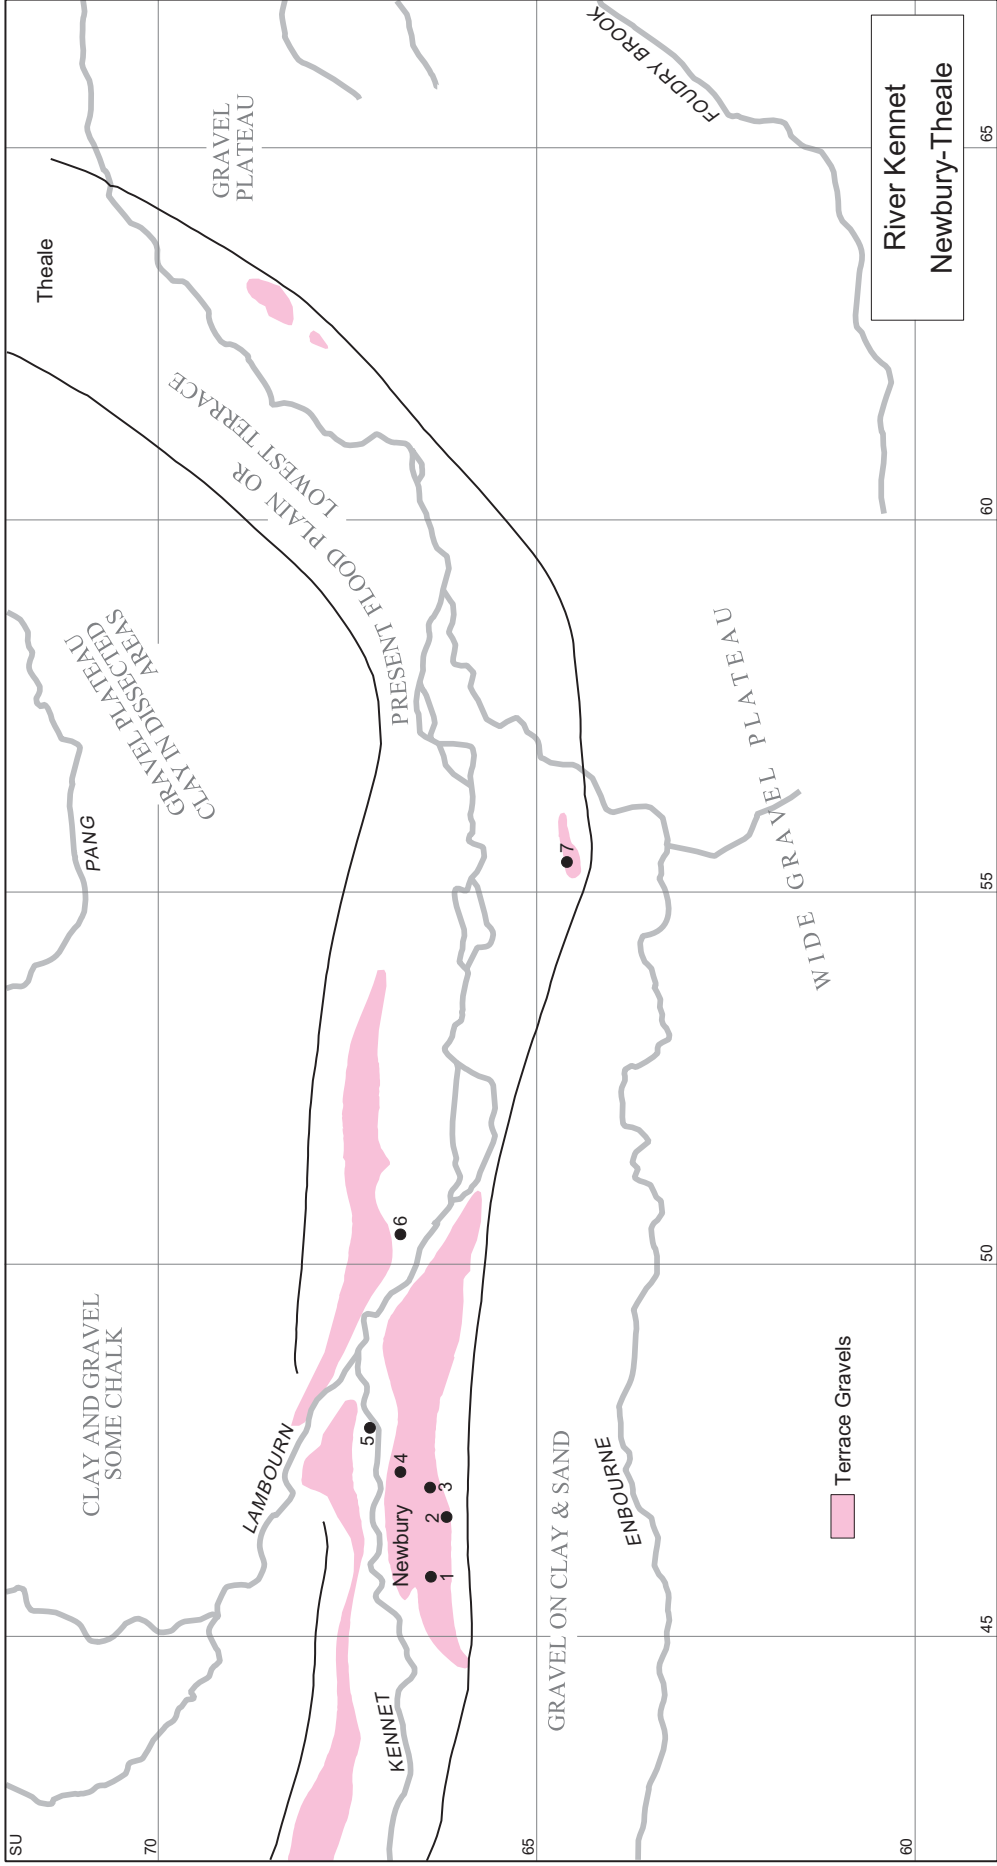 SU
River Kennet
Newbury-Theale
CLAY AND GRAVEL
SOME CHALK
PANG
GRAVEL PLATEAU
CLAY IN DISSECTED
AREAS
Theale
GRAVEL
PLATEAU
LAMBOURN
PRESENT FLOOD PLAIN OR
LOWEST TERRACE
KENNET
Newbury
1
2
3
4
5
6
7
GRAVEL ON CLAY & SAND
ENBOURNE
WIDE GRAVEL PLATEAU
FOUDRY BROOK
Terrace Gravels
70
65
60
45
50
55
60
65